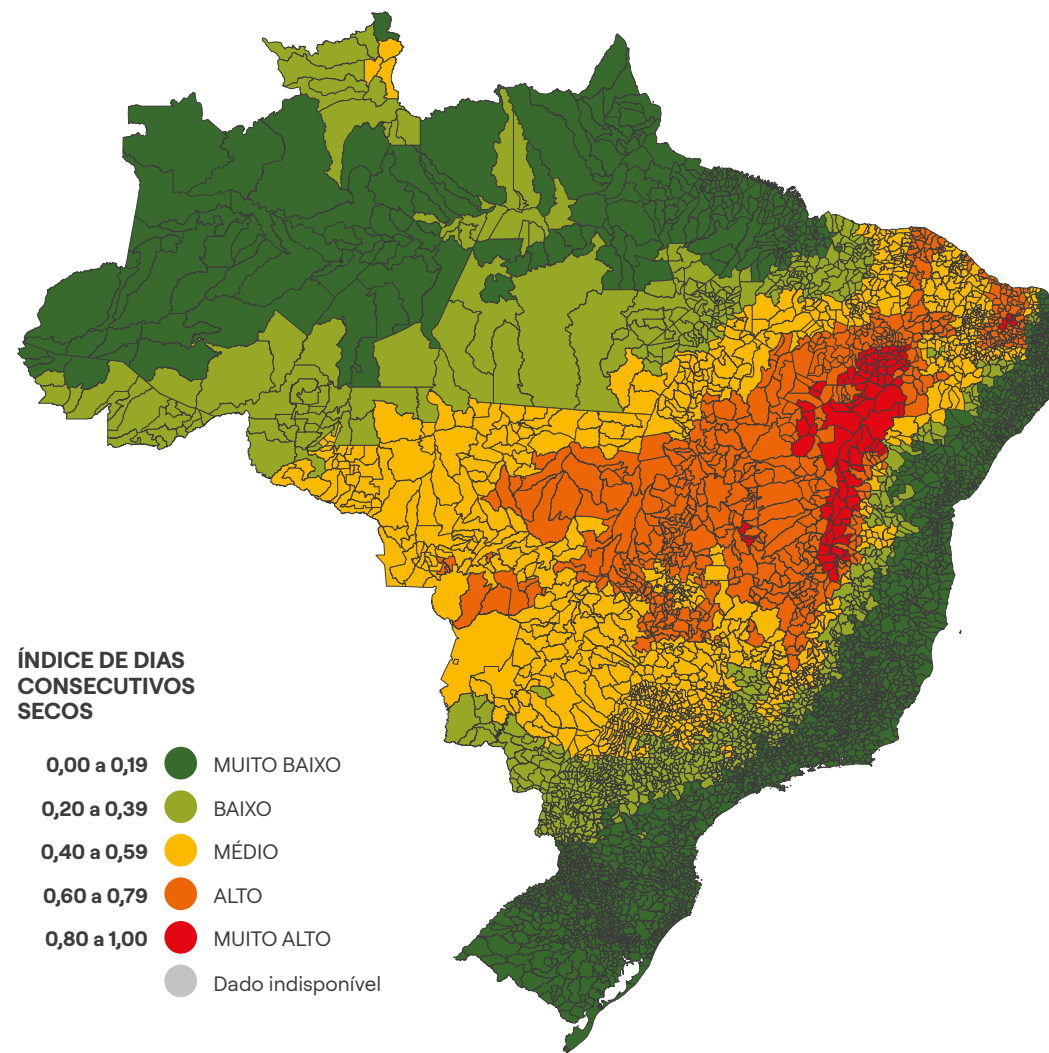 ÍNDICE DE DIAS
CONSECUTIVOS
SECOS
0,00 a 0,19 MUITO BAIXO
0,20 a 0,39 BAIXO
0,40 a 0,59 MÉDIO
0,60 a 0,79 ALTO
0,80 a 1,00 MUITO ALTO
Dado indisponível